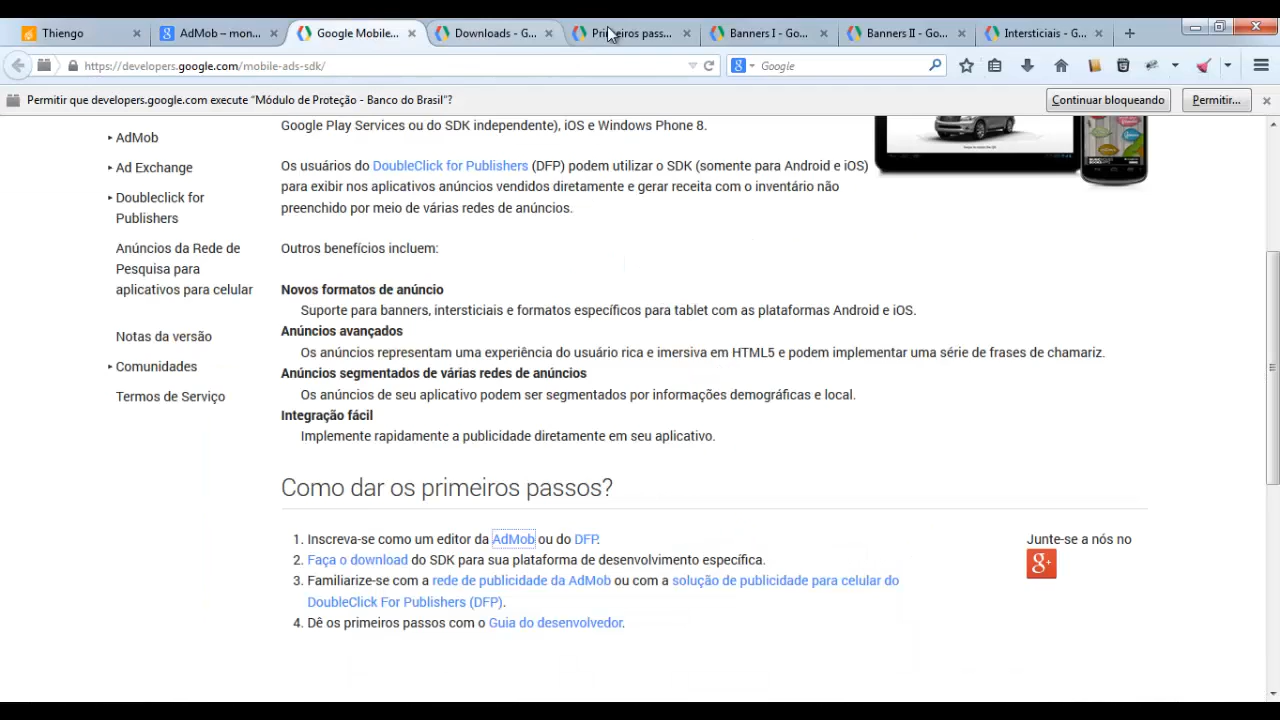 Thiengo
AdMob – mon...
Google Mobile...
Downloads - G...
Primeiros pass...
Banners I - Go...
Banners II - Go...
Intersticiais - G...
https://developers.google.com/mobile-ads-sdk/
Google
Permitir que developers.google.com execute "Módulo de Proteção - Banco do Brasil"?
Continuar bloqueando
Permitir...
AdMob
Ad Exchange
Doubleclick for
Publishers
Anúncios da Rede de
Pesquisa para
aplicativos para celular
Notas da versão
Comunidades
Termos de Serviço
Google Play Services ou do SDK independente), iOS e Windows Phone 8.
Os usuários do DoubleClick for Publishers (DFP) podem utilizar o SDK (somente para Android e iOS)
para exibir nos aplicativos anúncios vendidos diretamente e gerar receita com o inventário não
preenchido por meio de várias redes de anúncios.
Outros benefícios incluem:
Novos formatos de anúncio
Suporte para banners, intersticiais e formatos específicos para tablet com as plataformas Android e iOS.
Anúncios avançados
Os anúncios representam uma experiência do usuário rica e imersiva em HTML5 e podem implementar uma série de frases de chamariz.
Anúncios segmentados de várias redes de anúncios
Os anúncios de seu aplicativo podem ser segmentados por informações demográficas e local.
Integração fácil
Implemente rapidamente a publicidade diretamente em seu aplicativo.
Como dar os primeiros passos?
1. Inscreva-se como um editor da AdMob ou do DFP.
2. Faça o download do SDK para sua plataforma de desenvolvimento específica.
3. Familiarize-se com a rede de publicidade da AdMob ou com a solução de publicidade para celular do
DoubleClick For Publishers (DFP).
4. Dê os primeiros passos com o Guia do desenvolvedor.
Junte-se a nós no
g+